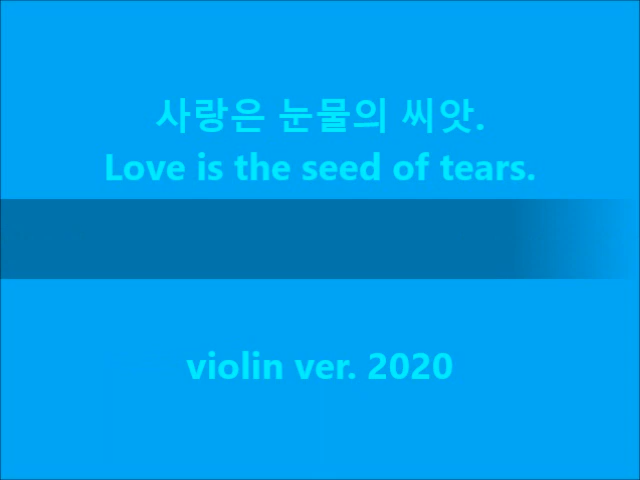 사랑은 눈물의 씨앗.
Love is the seed of tears.
violin ver. 2020